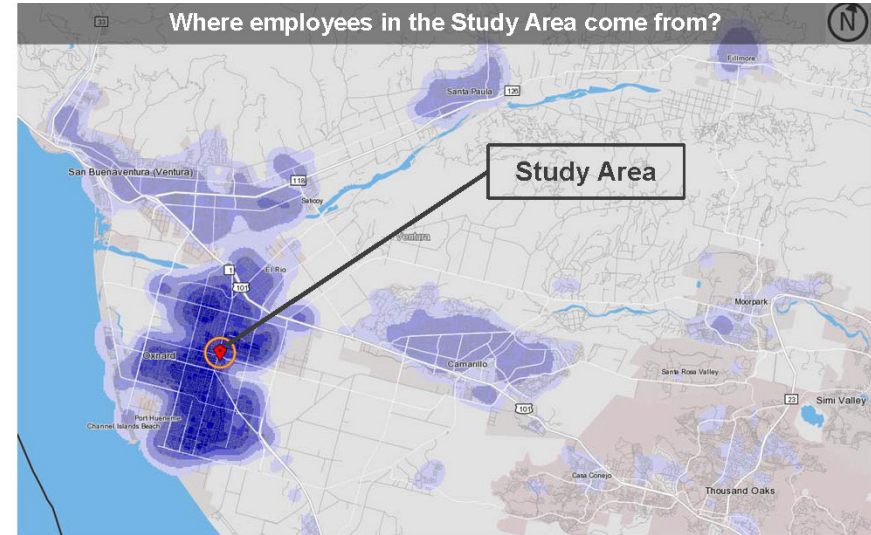 Where employees in the Study Area come from?
N
33
Fillmore
Santa Paula
126
Study Area
San Buenaventura (Ventura)
118
Saticoy
Ventura
1
El Rio
101
Moorpark
Oxnard
Camarillo
Santa Rosa Valley
23
Simi Valley
101
Port Hueneme
Channel Islands Beach
Casa Conejo
Thousand Oaks